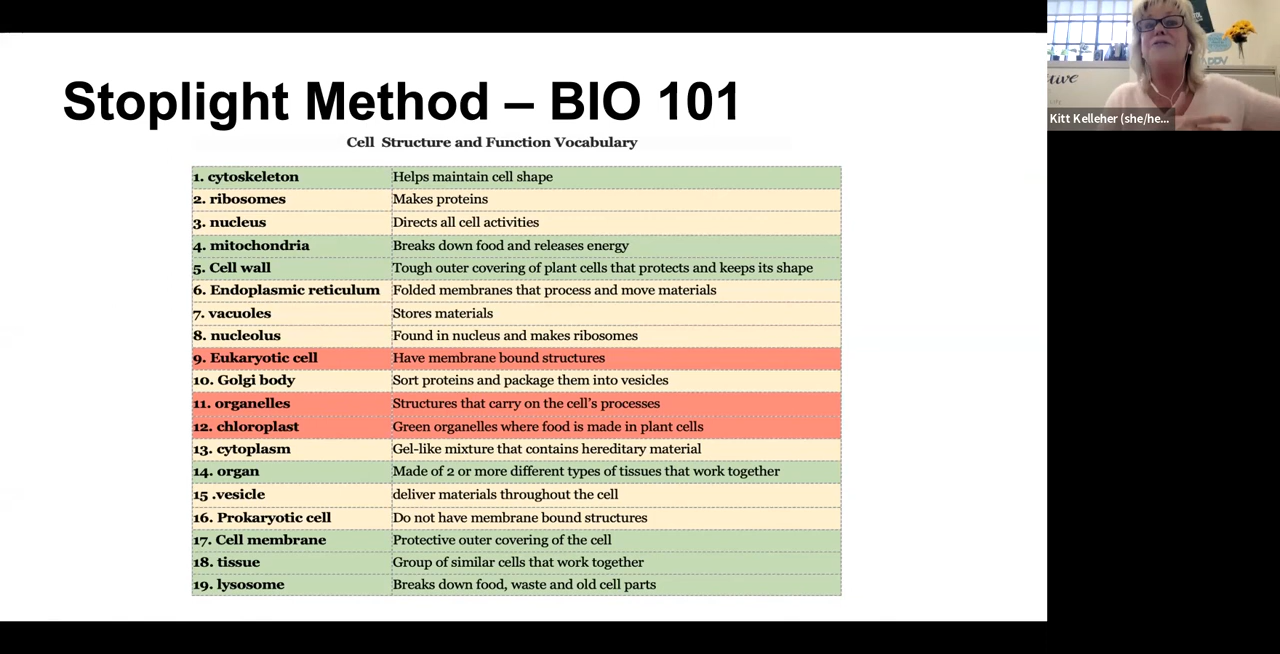 Stoplight Method – BIO 101
Cell Structure and Function Vocabulary
1. cytoskeleton Helps maintain cell shape
2. ribosomes Makes proteins
3. nucleus Directs all cell activities
4. mitochondria Breaks down food and releases energy
5. Cell wall Tough outer covering of plant cells that protects and keeps its shape
6. Endoplasmic reticulum Folded membranes that process and move materials
7. vacuoles Stores materials
8. nucleolus Found in nucleus and makes ribosomes
9. Eukaryotic cell Have membrane bound structures
10. Golgi body Sort proteins and package them into vesicles
11. organelles Structures that carry on the cell's processes
12. chloroplast Green organelles where food is made in plant cells
13. cytoplasm Gel-like mixture that contains hereditary material
14. organ Made of 2 or more different types of tissues that work together
15 .vesicle deliver materials throughout the cell
16. Prokaryotic cell Do not have membrane bound structures
17. Cell membrane Protective outer covering of the cell
18. tissue Group of similar cells that work together
19. lysosome Breaks down food, waste and old cell parts
Kitt Kelleher (she/he...